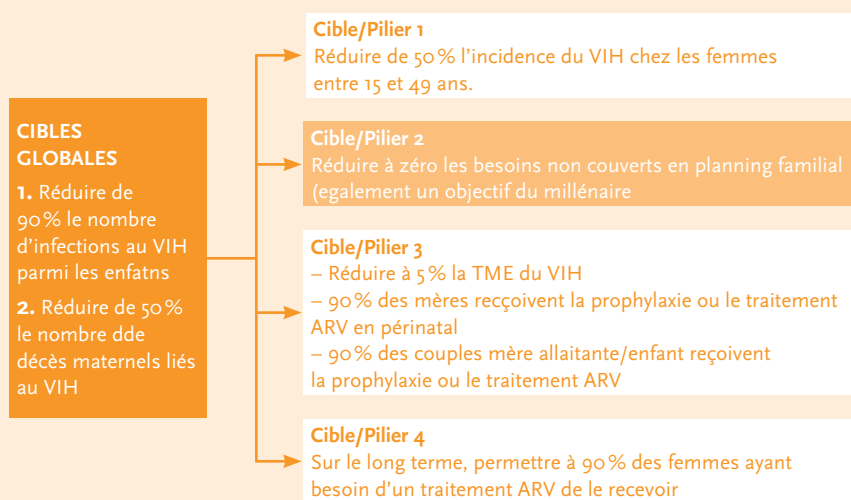 CIBLES
GLOBALES
1. Réduire de
90 % le nombre
d'infections au VIH
parmi les enfatns
2. Réduire de 50 %
le nombre dde
décès maternels liés
au VIH
Cible/Pilier 1
Réduire de 50 % l'incidence du VIH chez les femmes
entre 15 et 49 ans.
Cible/Pilier 2
Réduire à zéro les besoins non couverts en planning familial
(egalement un objectif du millénaire
Cible/Pilier 3
– Réduire à 5 % la TME du VIH
– 90 % des mères recçoivent la prophylaxie ou le traitement
ARV en périnatal
– 90 % des couples mère allaitante/enfant reçoivent
la prophylaxie ou le traitement ARV
Cible/Pilier 4
Sur le long terme, permettre à 90 % des femmes ayant
besoin d'un traitement ARV de le recevoir